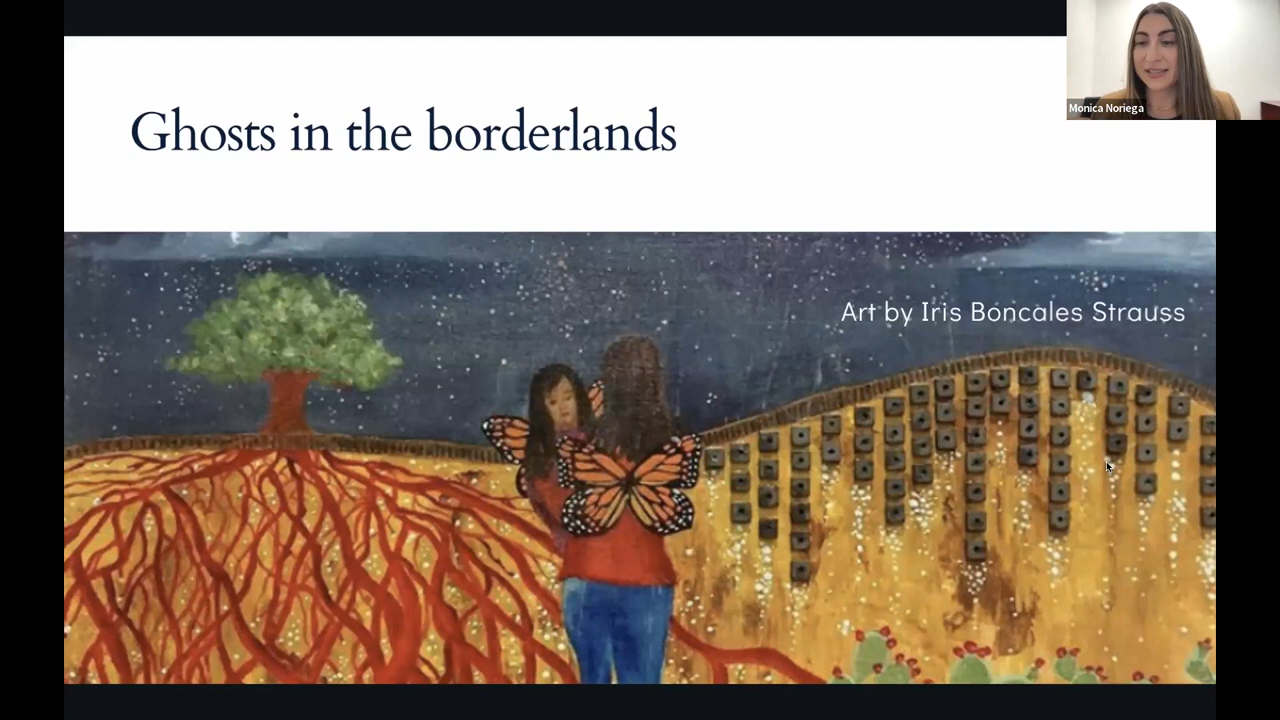 Ghosts in the borderlands
Monica Noriega
Art by Iris Boncales Strauss